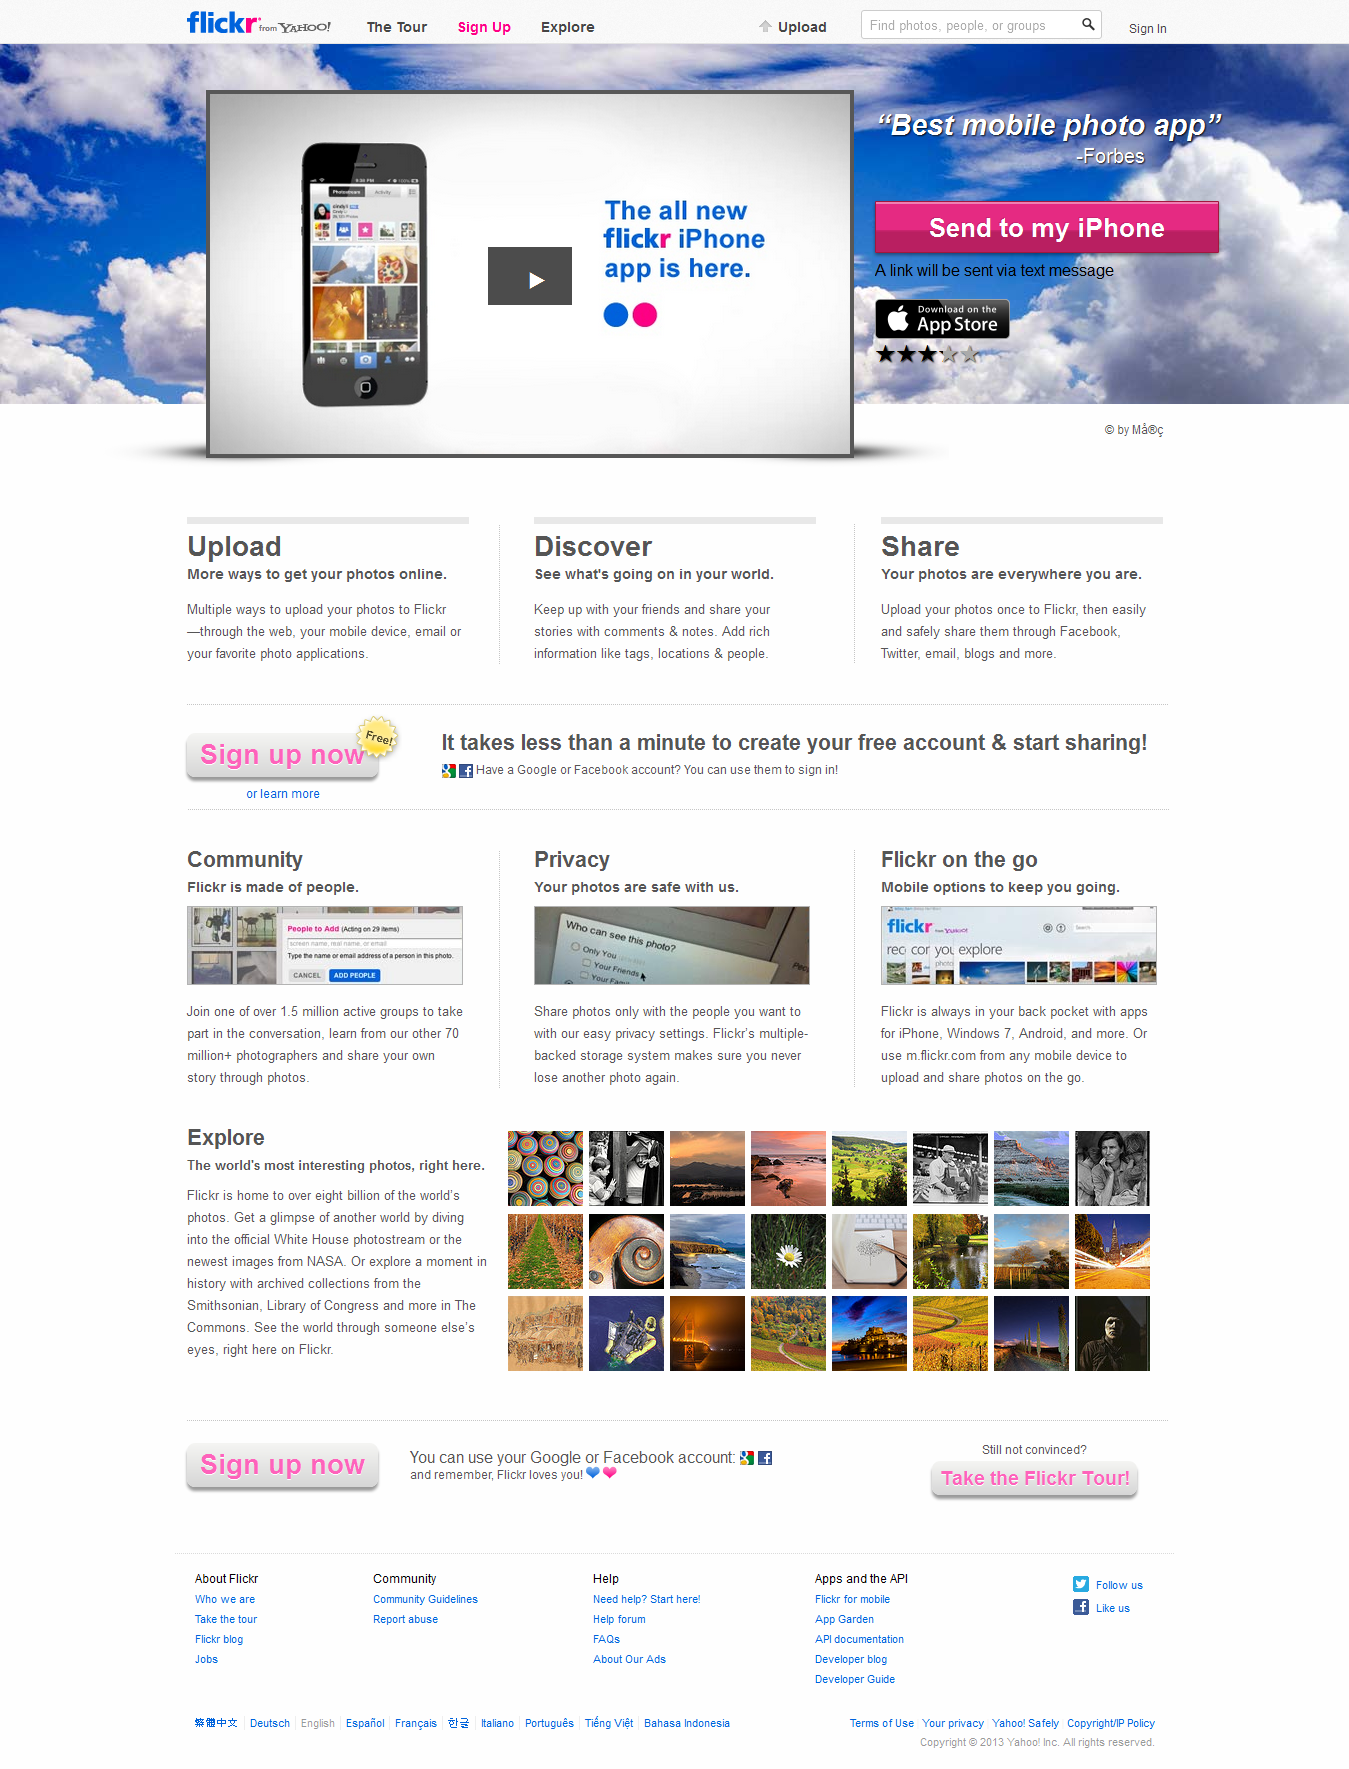 flickr from YAHOO!
The Tour
Sign Up
Explore
Upload
Find photos, people, or groups
Sign In
Photostream Activity
The all new
flickr iPhone
app is here.
“Best mobile photo app”
-Forbes
Send to my iPhone
A link will be sent via text message
Download on the
App Store
© by Må®ç
Upload
More ways to get your photos online.
Multiple ways to upload your photos to Flickr
—through the web, your mobile device, email or
your favorite photo applications.
Discover
See what's going on in your world.
Keep up with your friends and share your
stories with comments & notes. Add rich
information like tags, locations & people.
Share
Your photos are everywhere you are.
Upload your photos once to Flickr, then easily
and safely share them through Facebook,
Twitter, email, blogs and more.
Sign up now
Free!
or learn more
It takes less than a minute to create your free account & start sharing!
Have a Google or Facebook account? You can use them to sign in!
Community
Flickr is made of people.
People to Add (Acting on 29 items)
screen name, real name, or email
Type the name or email address of a person in this photo.
CANCEL
ADD PEOPLE
Join one of over 1.5 million active groups to take
part in the conversation, learn from our other 70
million+ photographers and share your own
story through photos.
Privacy
Your photos are safe with us.
Who can see this photo?
Only You
Your Friends
Your Family
Share photos only with the people you want to
with our easy privacy settings. Flickr’s multiple-
backed storage system makes sure you never
lose another photo again.
Flickr on the go
Mobile options to keep you going.
flickr from YAHOO!
Search
rec cor you explore
Flickr is always in your back pocket with apps
for iPhone, Windows 7, Android, and more. Or
use m.flickr.com from any mobile device to
upload and share photos on the go.
Explore
The world's most interesting photos, right here.
Flickr is home to over eight billion of the world’s
photos. Get a glimpse of another world by diving
into the official White House photostream or the
newest images from NASA. Or explore a moment in
history with archived collections from the
Smithsonian, Library of Congress and more in The
Commons. See the world through someone else’s
eyes, right here on Flickr.
Sign up now
You can use your Google or Facebook account:
and remember, Flickr loves you!
Still not convinced?
Take the Flickr Tour!
About Flickr
Who we are
Take the tour
Flickr blog
Jobs
Community
Community Guidelines
Report abuse
Help
Need help? Start here!
Help forum
FAQs
About Our Ads
Apps and the API
Flickr for mobile
App Garden
API documentation
Developer blog
Developer Guide
Follow us
Like us
繁體中文 Deutsch English Español Français 한글 Italiano Português Tiếng Việt Bahasa Indonesia
Terms of Use Your privacy Yahoo! Safely Copyright/IP Policy
Copyright © 2013 Yahoo! Inc. All rights reserved.